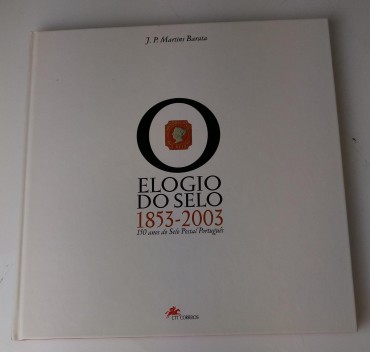 J. P. Martins Barata
O
ELOGIO
DO SELO
1853-2003
150 anos do Selo Postal Português
CTT CORREIOS